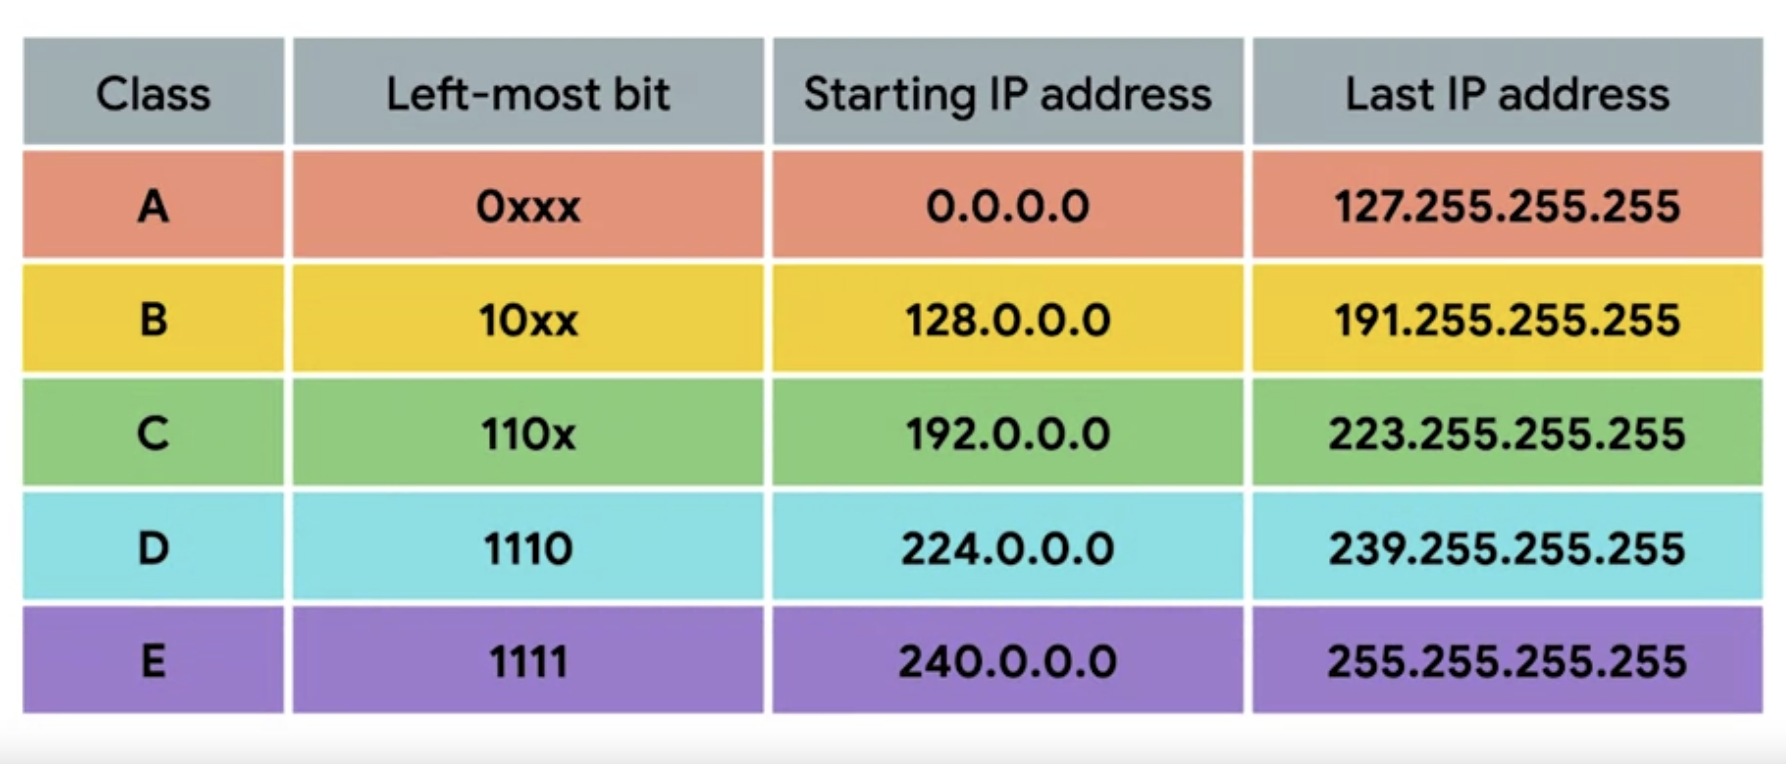 Class Left-most bit Starting IP address Last IP address
A 0xxx 0.0.0.0 127.255.255.255
B 10xx 128.0.0.0 191.255.255.255
C 110x 192.0.0.0 223.255.255.255
D 1110 224.0.0.0 239.255.255.255
E 1111 240.0.0.0 255.255.255.255